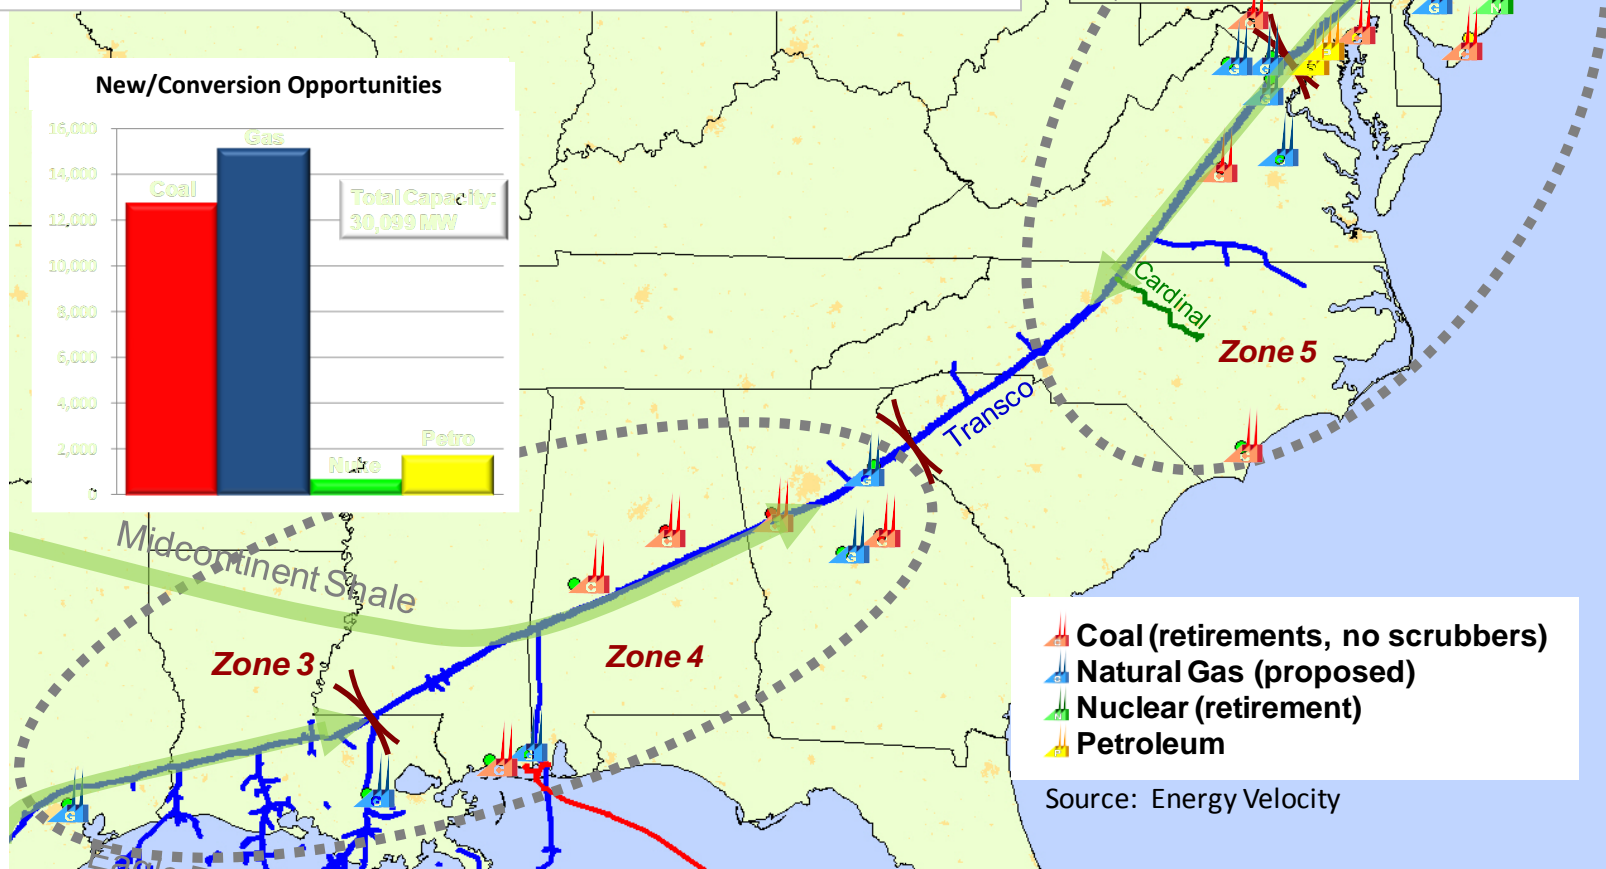 New/Conversion Opportunities
16,000
14,000
12,000
10,000
8,000
6,000
4,000
2,000
0
Coal
Gas
Nuke
Petro
Total Capacity:
30,099 MW
Midcontinent Shale
Zone 3
Zone 4
Zone 5
Transco
Cardinal
Coal (retirements, no scrubbers)
Natural Gas (proposed)
Nuclear (retirement)
Petroleum
Source: Energy Velocity